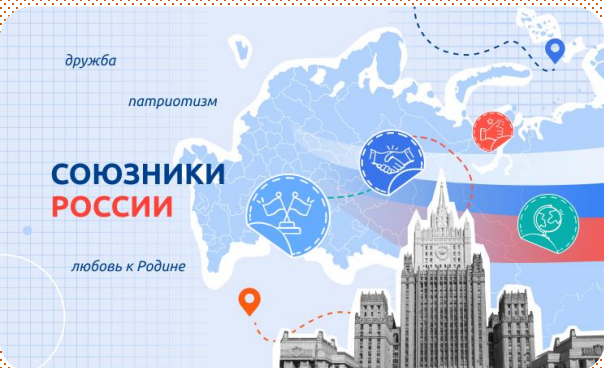 дружба
патриотизм
СОЮЗНИКИ
РОССИИ
любовь к Родине